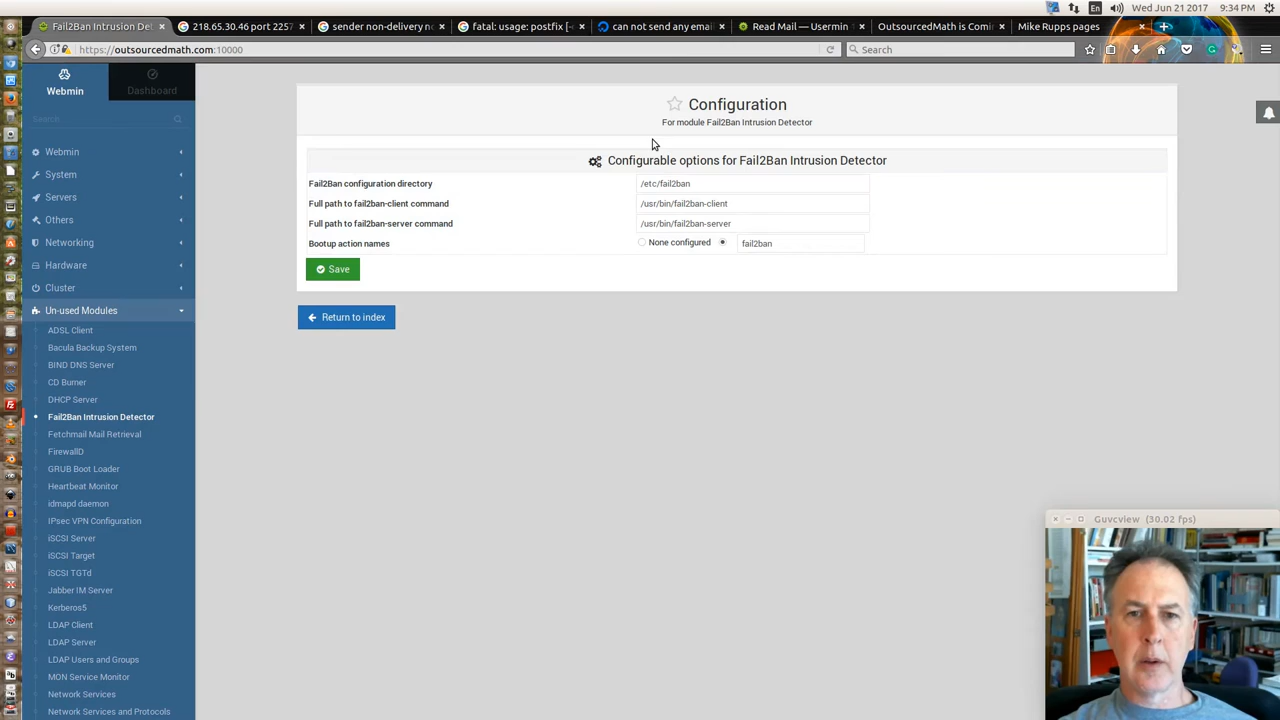 En
Wed Jun 21 2017 9:34 PM
Fail2Ban Intrusion Det
218.65.30.46 port 2257
sender non-delivery no
fatal: usage: postfix [-
can not send any email
Read Mail — Usermin
OutsourcedMath is Comi
Mike Rupps pages
https://outsourcedmath.com:10000
Search
Webmin
Dashboard
Search
Webmin
System
Servers
Others
Networking
Hardware
Cluster
Un-used Modules
ADSL Client
Bacula Backup System
BIND DNS Server
CD Burner
DHCP Server
Fail2Ban Intrusion Detector
Fetchmail Mail Retrieval
FirewallD
GRUB Boot Loader
Heartbeat Monitor
idmapd daemon
IPsec VPN Configuration
iSCSI Server
iSCSI Target
iSCSI TGTd
Jabber IM Server
Kerberos5
LDAP Client
LDAP Server
LDAP Users and Groups
MON Service Monitor
Network Services
Network Services and Protocols
Configuration
For module Fail2Ban Intrusion Detector
Configurable options for Fail2Ban Intrusion Detector
Fail2Ban configuration directory
/etc/fail2ban
Full path to fail2ban-client command
/usr/bin/fail2ban-client
Full path to fail2ban-server command
/usr/bin/fail2ban-server
Bootup action names
None configured
fail2ban
Save
Return to index
Guvcview (30.02 fps)